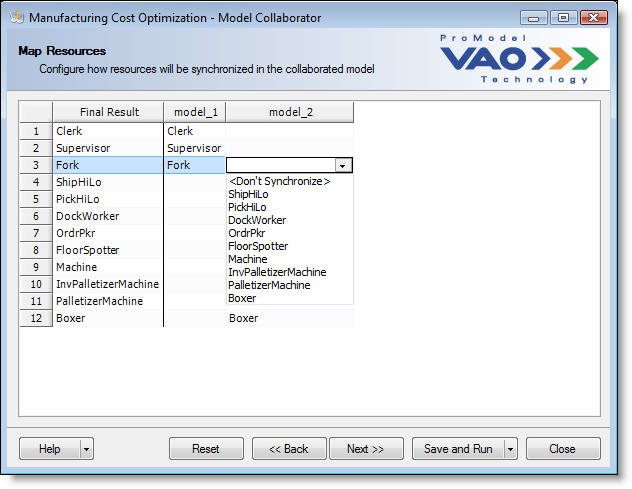 Manufacturing Cost Optimization - Model Collaborator
Map Resources
Configure how resources will be synchronized in the collaborated model
ProModel
VAO
Technology
Final Result model_1 model_2
1 Clerk Clerk
2 Supervisor Supervisor
3 Fork Fork
4 ShipHiLo <Don't Synchronize>
5 PickHiLo ShipHiLo
6 DockWorker PickHiLo
7 OrdrPkr DockWorker
8 FloorSpotter OrdrPkr
9 Machine FloorSpotter
10 InvPalletizerMachine Machine
11 PalletizerMachine InvPalletizerMachine
PalletizerMachine
Boxer
12 Boxer Boxer
Help Reset << Back Next >> Save and Run Close